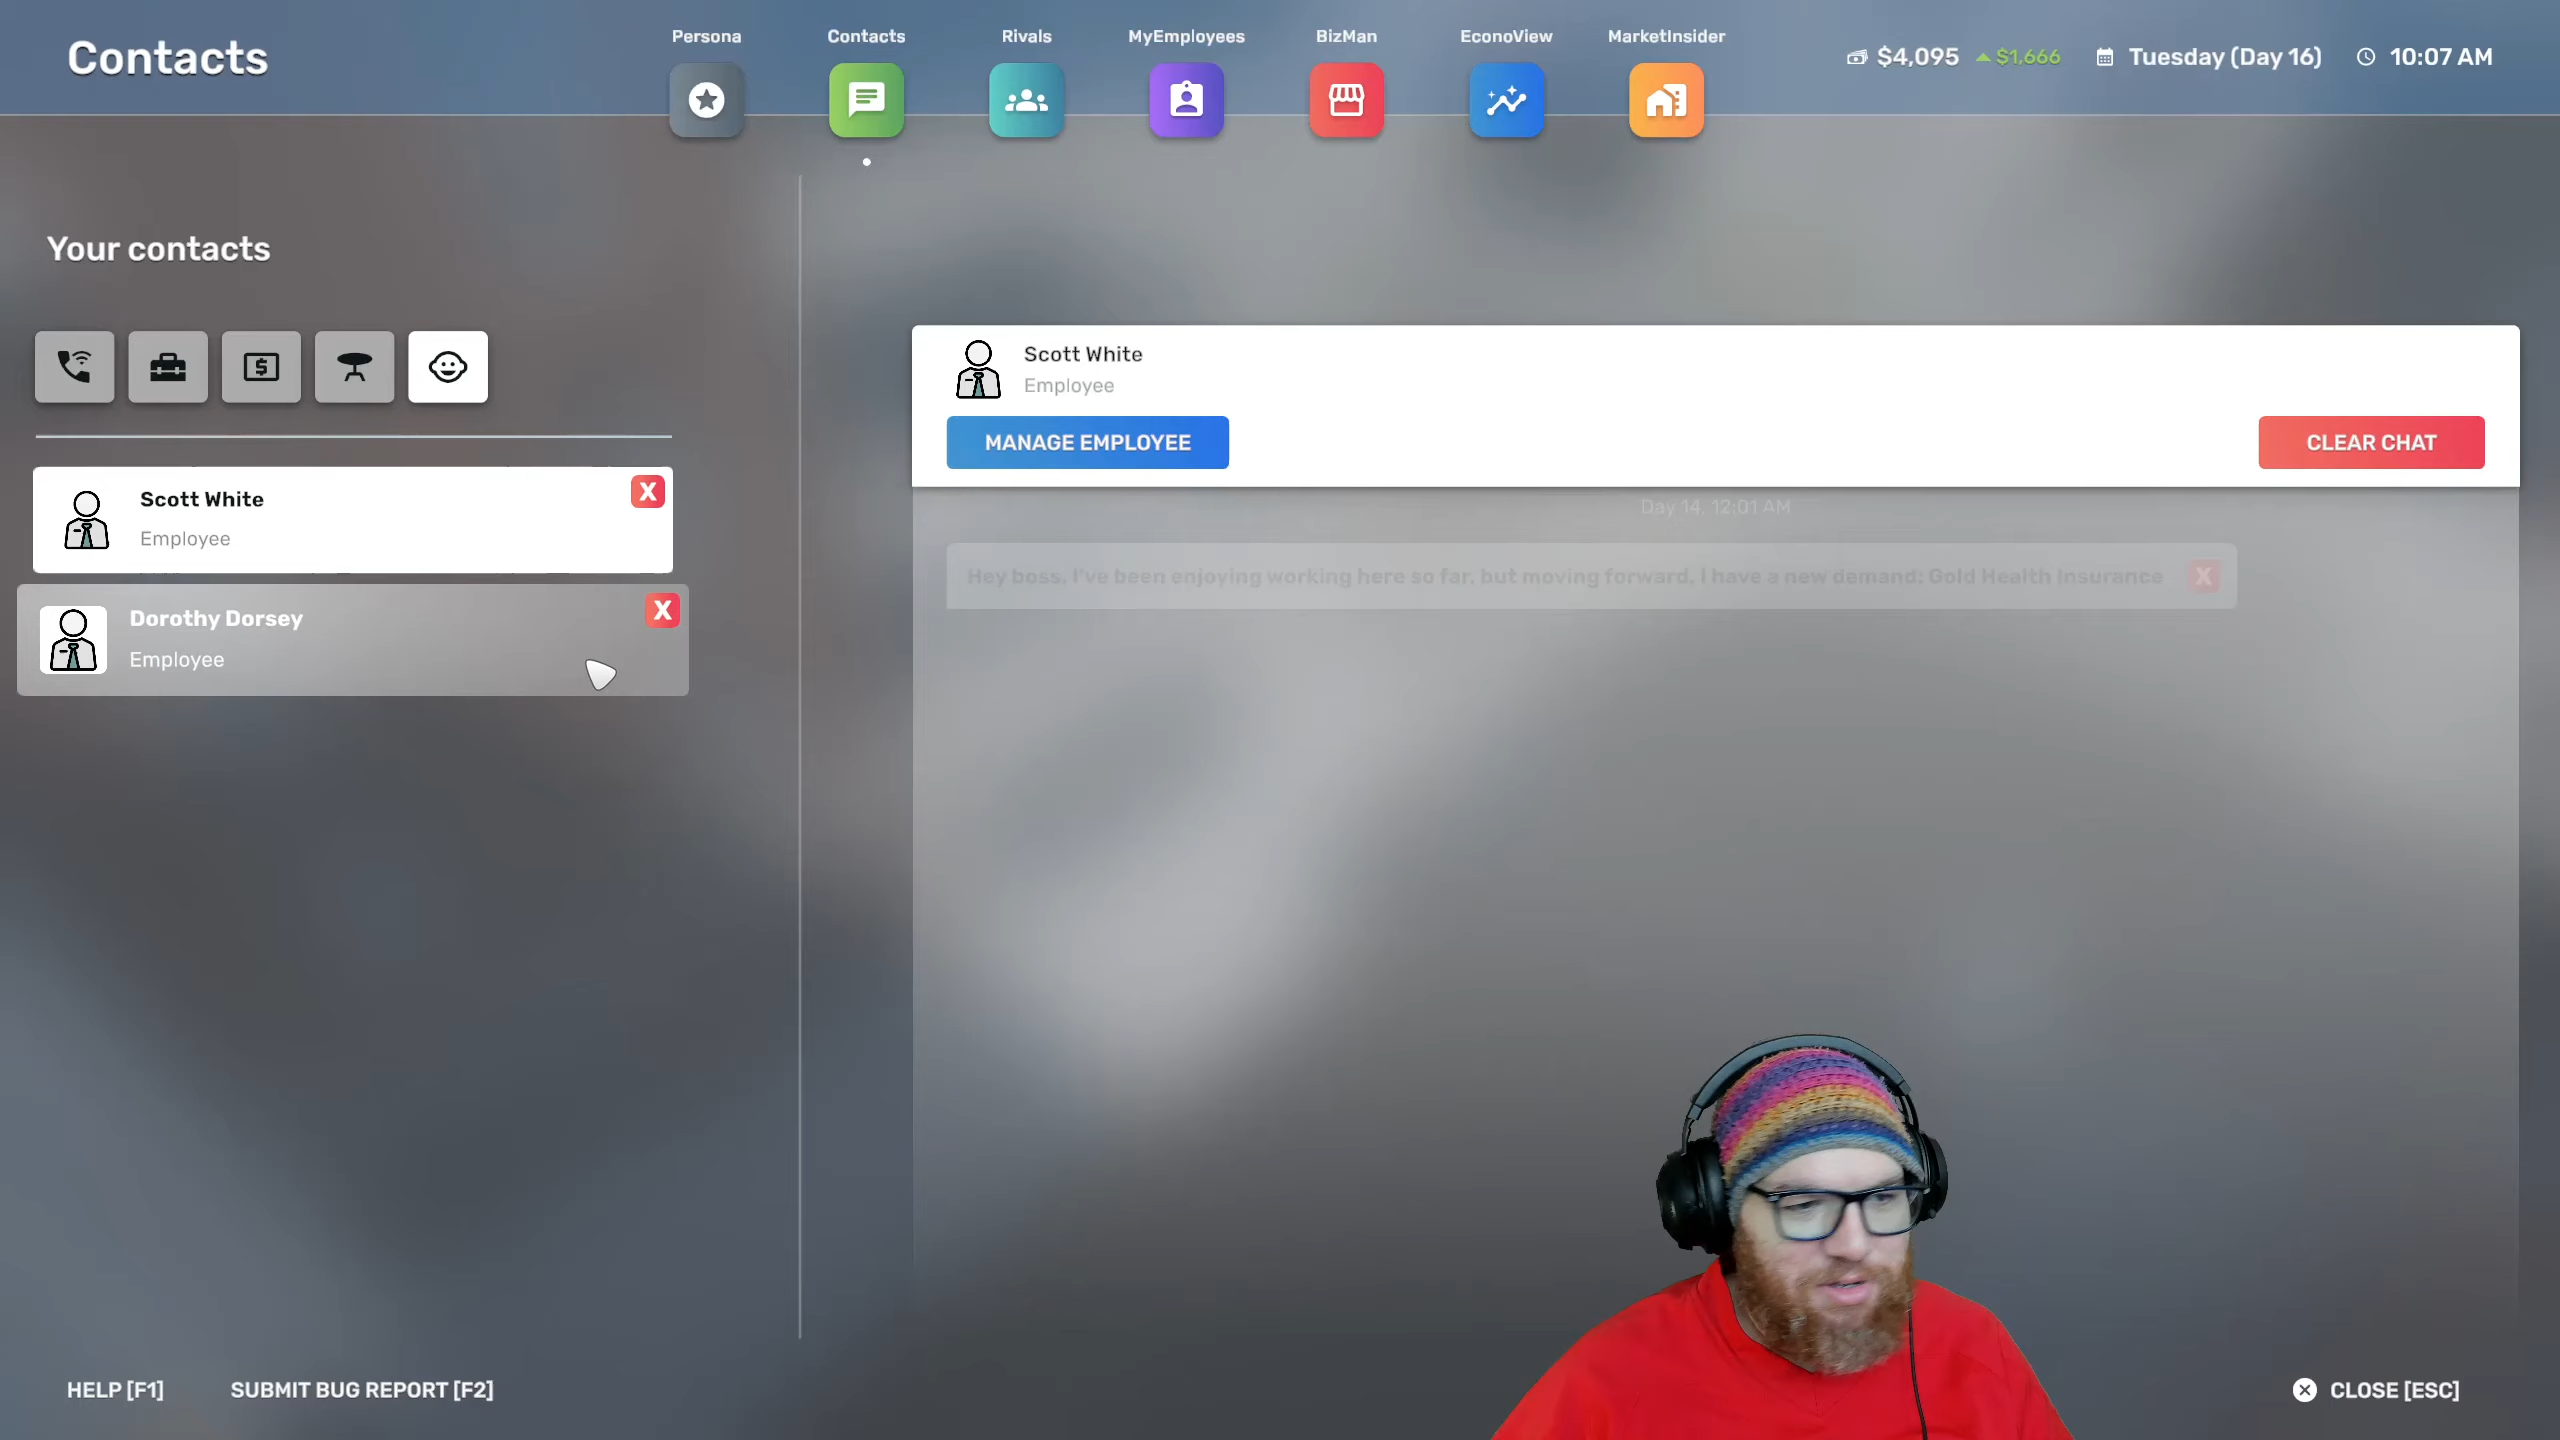 Contacts
Persona
Contacts
Rivals
MyEmployees
BizMan
EconoView
MarketInsider
$4,095
$1,666
Tuesday (Day 16)
10:07 AM
Your contacts
Scott White
Employee
X
Dorothy Dorsey
Employee
X
Scott White
Employee
MANAGE EMPLOYEE
CLEAR CHAT
Day 14, 12:01 AM
Hey boss, I've been enjoying working here so far, but moving forward, I have a new demand: Gold Health Insurance
X
HELP [F1]
SUBMIT BUG REPORT [F2]
CLOSE [ESC]